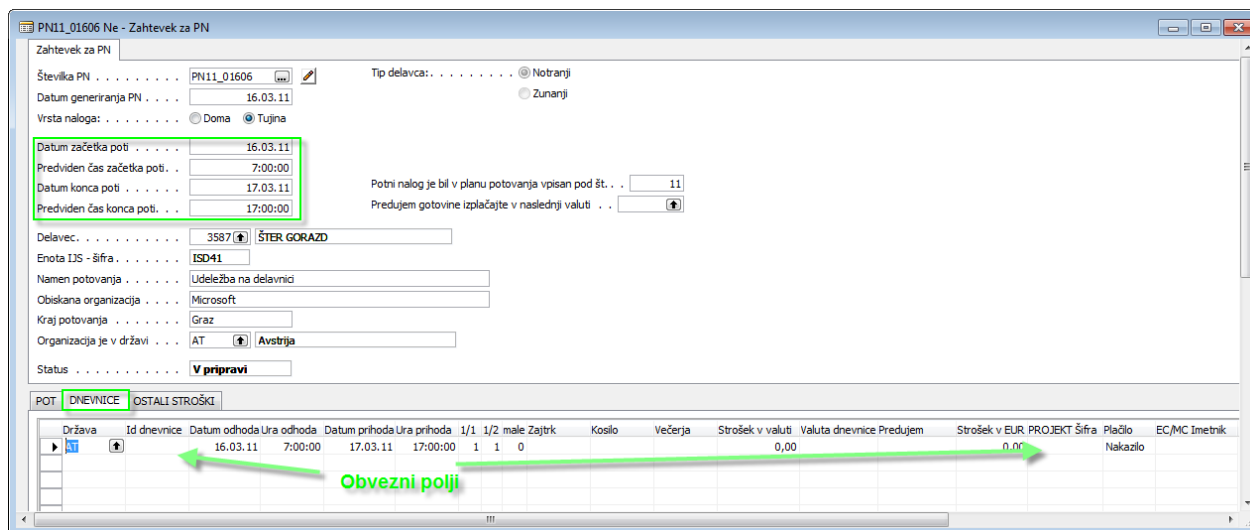 PN11_01606 Ne - Zahtevek za PN
Zahtevek za PN
Številka PN . . . . . . . . . PN11_01606 ...
Tip delavca:. . . . . . . . . Notranji
Zunanji
Datum generiranja PN . . . . 16.03.11
Vrsta naloga: . . . . . . . . Doma Tujina
Datum začetka poti . . . . . 16.03.11
Predviden čas začetka poti. . 7:00:00
Datum konca poti . . . . . . 17.03.11
Potni nalog je bil v planu potovanja vpisan pod št. . . 11
Predviden čas konca poti. . . 17:00:00
Predujem gotovine izplačajte v naslednji valuti . .
Delavec. . . . . . . . . . . 3587 ŠTER GORAZD
Enota IJS - šifra . . . . . . . ISD41
Namen potovanja . . . . . . Udeležba na delavnici
Obiskana organizacija . . . . Microsoft
Kraj potovanja . . . . . . . Graz
Organizacija je v državi . . . AT Avstrija
Status . . . . . . . . . . . V pripravi
POT DNEVNICE OSTALI STROŠKI
Država Id dnevnice Datum odhoda Ura odhoda Datum prihoda Ura prihoda 1/1 1/2 male Zajtrk Kosilo Večerja Strošek v valuti Valuta dnevnice Predujem Strošek v EUR PROJEKT Šifra Plačilo EC/MC Imetnik
AT 16.03.11 7:00:00 17.03.11 17:00:00 1 1 0 0,00 0,00 Nakazilo
Obvezni polji